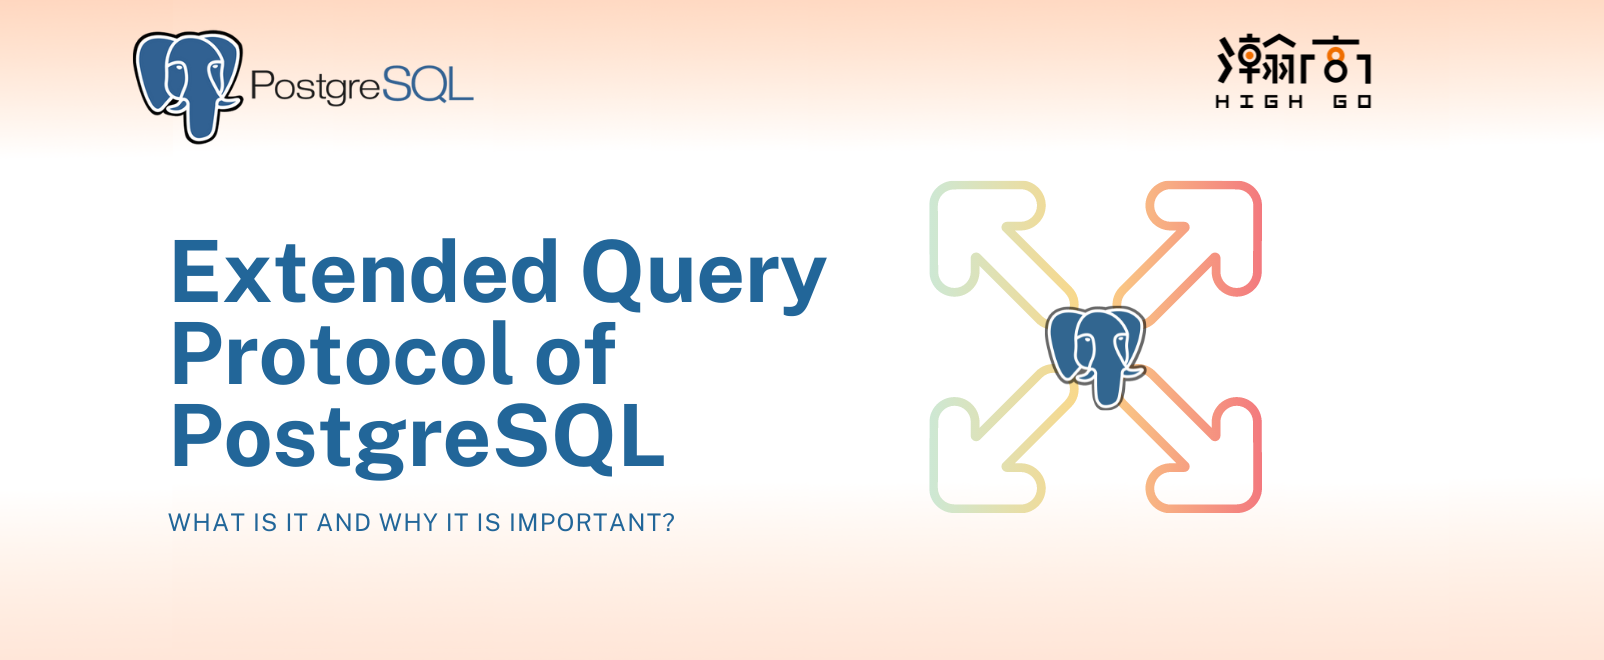 PostgreSQL
瀚高
HIGH GO
Extended Query
Protocol of
PostgreSQL
WHAT IS IT AND WHY IT IS IMPORTANT?